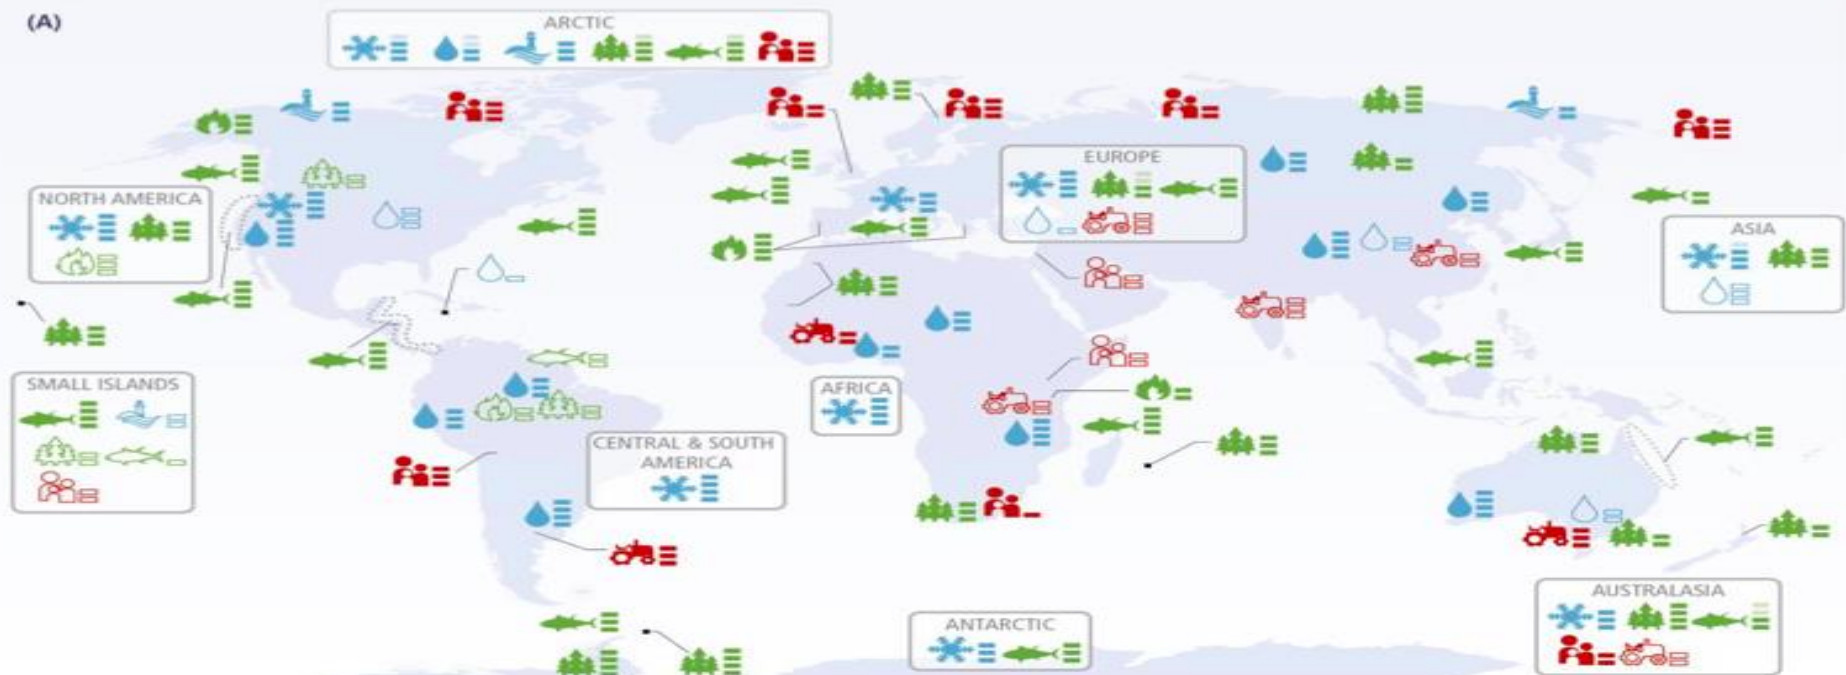 (A)
ARCTIC
EUROPE
NORTH AMERICA
ASIA
SMALL ISLANDS
AFRICA
CENTRAL & SOUTH
AMERICA
AUSTRALASIA
ANTARCTIC